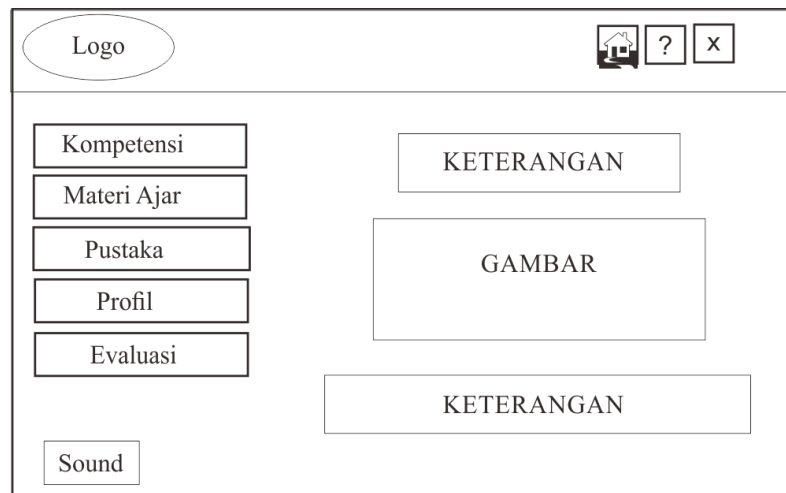 Logo
?
X
Kompetensi
Materi Ajar
Pustaka
Profil
Evaluasi
Sound
KETERANGAN
GAMBAR
KETERANGAN